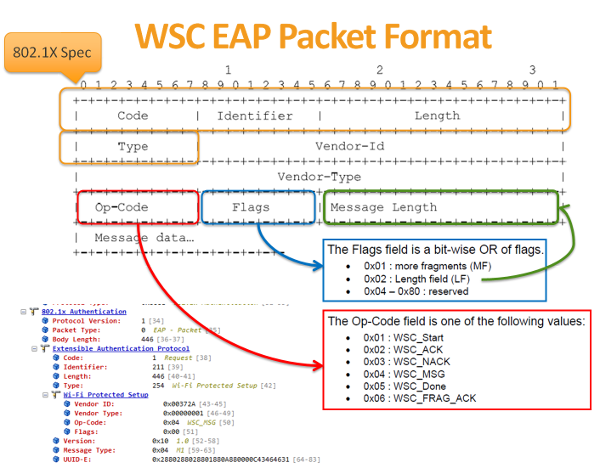 WSC EAP Packet Format
802.1X Spec
1 2 3
0 1 2 3 4 5 6 7 8 9 0 1 2 3 4 5 6 7 8 9 0 1 2 3 4 5 6 7 8 9 0 1
+-+-+-+-+-+-+-+-+-+-+-+-+-+-+-+-+-+-+-+-+-+-+-+-+-+-+-+-+-+-+-+-+
| Code | Identifier | Length |
+-+-+-+-+-+-+-+-+-+-+-+-+-+-+-+-+-+-+-+-+-+-+-+-+-+-+-+-+-+-+-+-+
| Type | Vendor-Id |
+-+-+-+-+-+-+-+-+-+-+-+-+-+-+-+-+-+-+-+-+-+-+-+-+-+-+-+-+-+-+-+-+
| Vendor-Type |
+-+-+-+-+-+-+-+-+-+-+-+-+-+-+-+-+-+-+-+-+-+-+-+-+-+-+-+-+-+-+-+-+
| Op-Code | Flags | Message Length |
+-+-+-+-+-+-+-+-+-+-+-+-+-+-+-+-+-+-+-+-+-+-+-+-+-+-+-+-+-+-+-+-+
| Message data…
The Flags field is a bit-wise OR of flags.
• 0x01 : more fragments (MF)
• 0x02 : Length field (LF)
• 0x04 – 0x80 : reserved
The Op-Code field is one of the following values:
• 0x01 : WSC_Start
• 0x02 : WSC_ACK
• 0x03 : WSC_NACK
• 0x04 : WSC_MSG
• 0x05 : WSC_Done
• 0x06 : WSC_FRAG_ACK
802.1x Authentication
Protocol Version: 1 [34]
Packet Type: 0 EAP - Packet [35]
Body Length: 446 [36-37]
Extensible Authentication Protocol
Code: 1 Request [38]
Identifier: 211 [39]
Length: 446 [40-41]
Type: 254 Wi-Fi Protected Setup [42]
Wi-Fi Protected Setup
Vendor ID: 0x00372A [43-45]
Vendor Type: 0x00000001 [46-49]
Op-Code: 0x04 WSC_MSG [50]
Flags: 0x00 [51]
Version: 0x10 1.0 [52-58]
Message Type: 0x04 M1 [59-63]
UUID-E: [64-83]